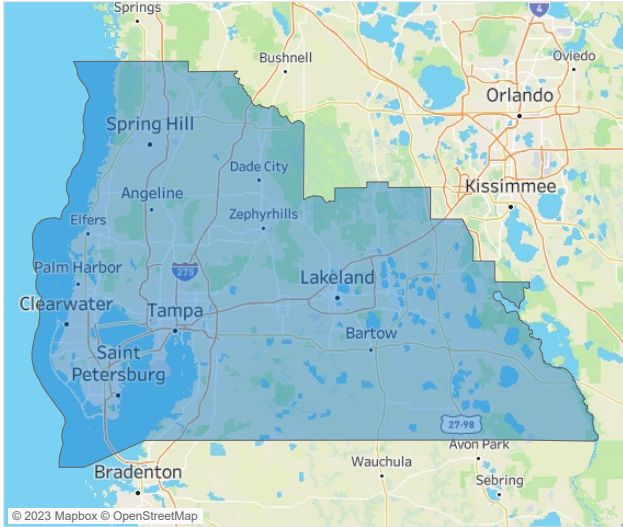 Springs
4
Bushnell
Oviedo
Orlando
Spring Hill
Dade City
Kissimmee
Angeline
Elfers
Zephyrhills
Palm Harbor
275
Lakeland
Clearwater
Tampa
Bartow
Saint
Petersburg
27-98
Avon Park
Wauchula
Bradenton
Sebring
© 2023 Mapbox © OpenStreetMap